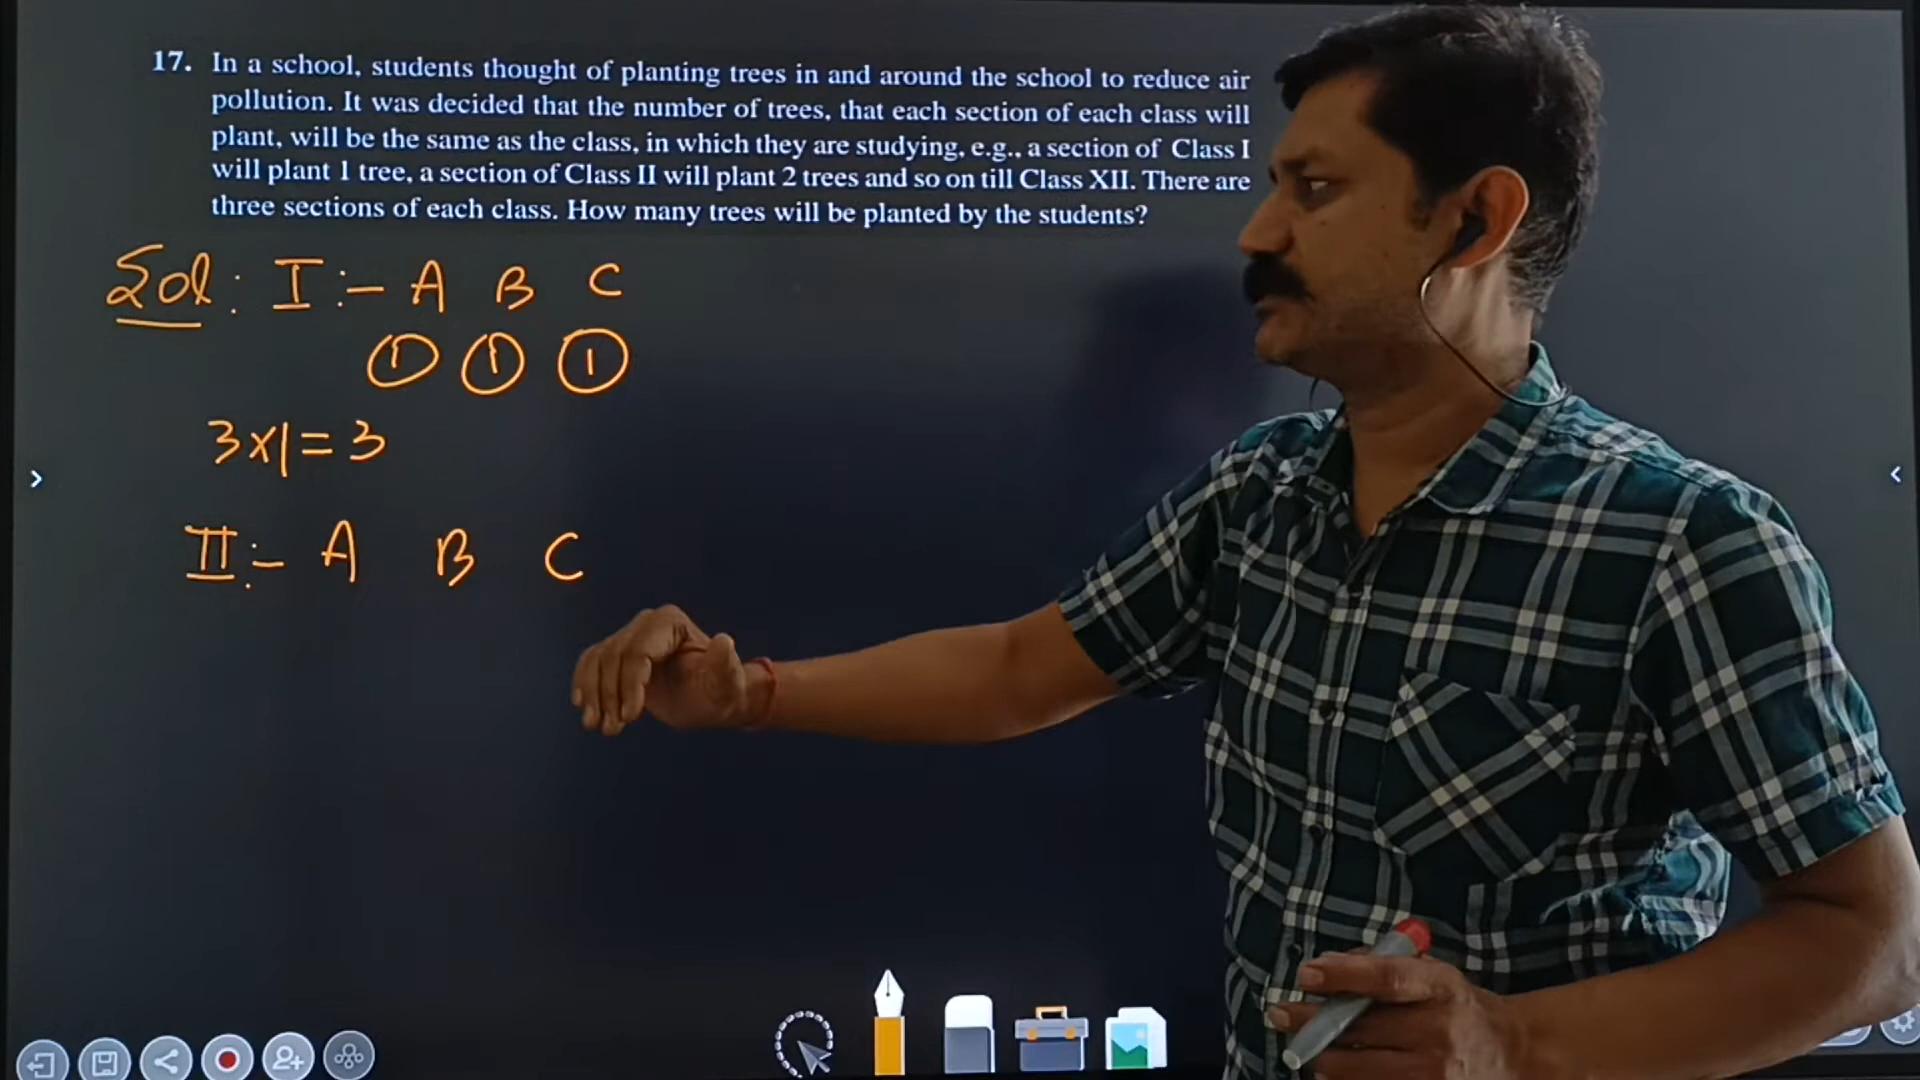 17. In a school, students thought of planting trees in and around the school to reduce air
pollution. It was decided that the number of trees, that each section of each class will
plant, will be the same as the class, in which they are studying, e.g., a section of Class I
will plant 1 tree, a section of Class II will plant 2 trees and so on till Class XII. There are
three sections of each class. How many trees will be planted by the students?
Sol: I:- A B C
1 1 1
3x1=3
II:- A B C